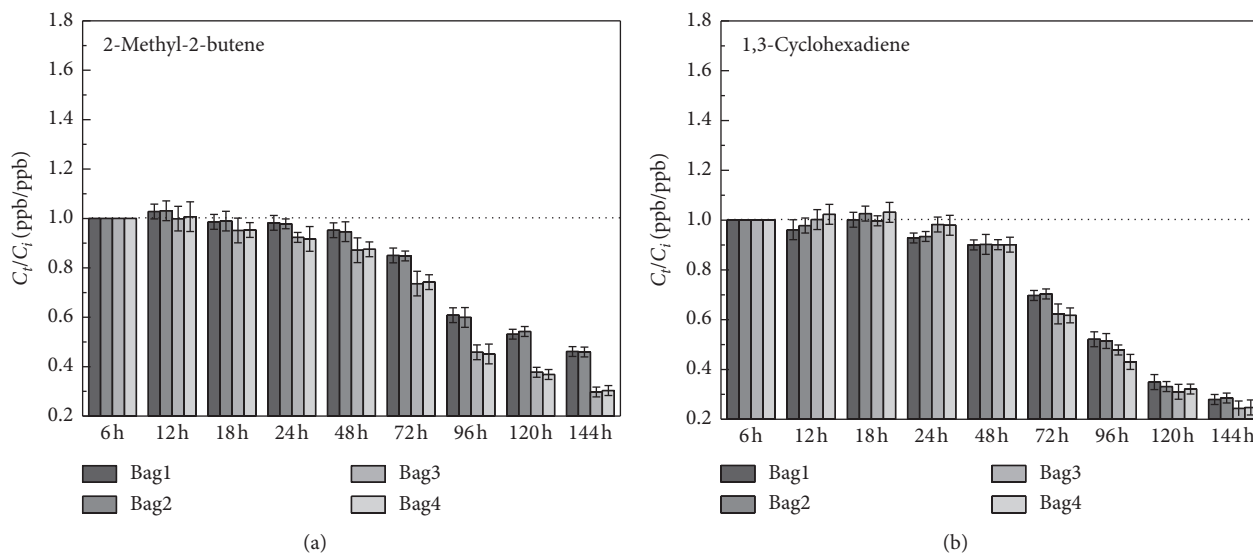 2-Methyl-2-butene
C_t/C_i (ppb/ppb)
1.8
1.6
1.4
1.2
1.0
0.8
0.6
0.4
0.2
6 h 12 h 18 h 24 h 48 h 72 h 96 h 120 h 144 h
Bag1 Bag3
Bag2 Bag4
(a)
1,3-Cyclohexadiene
C_t/C_i (ppb/ppb)
1.8
1.6
1.4
1.2
1.0
0.8
0.6
0.4
0.2
6 h 12 h 18 h 24 h 48 h 72 h 96 h 120 h 144 h
Bag1 Bag3
Bag2 Bag4
(b)